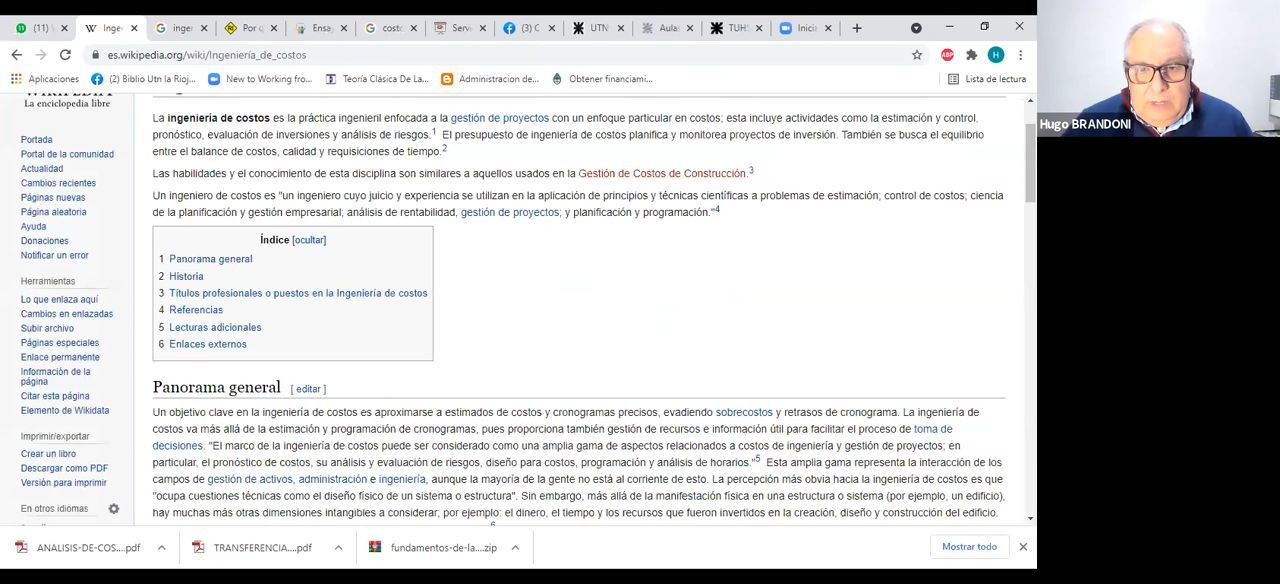 (11) \
Inge
inge
Por q
Ensay
costo
Serv
(3) C
UTN
Aula
TUHS
Inicia
es.wikipedia.org/wiki/Ingeniería_de_costos
ABP
H
Aplicaciones
(2) Biblio Utn la Rioj...
New to Working from...
Teoría Clásica De La...
Administracion de...
Obtener financiami...
Lista de lectura
WIKIPEDIA
La enciclopedia libre
Portada
Portal de la comunidad
Actualidad
Cambios recientes
Páginas nuevas
Página aleatoria
Ayuda
Donaciones
Notificar un error
Herramientas
Lo que enlaza aquí
Cambios en enlazadas
Subir archivo
Páginas especiales
Enlace permanente
Información de la
página
Citar esta página
Elemento de Wikidata
Imprimir/exportar
Crear un libro
Descargar como PDF
Versión para imprimir
En otros idiomas
La ingeniería de costos es la práctica ingenieril enfocada a la gestión de proyectos con un enfoque particular en costos; esta incluye actividades como la estimación y control,
pronóstico, evaluación de inversiones y análisis de riesgos.1 El presupuesto de ingeniería de costos planifica y monitorea proyectos de inversión. También se busca el equilibrio
entre el balance de costos, calidad y requisiciones de tiempo.2
Las habilidades y el conocimiento de esta disciplina son similares a aquellos usados en la Gestión de Costos de Construcción.3
Un ingeniero de costos es "un ingeniero cuyo juicio y experiencia se utilizan en la aplicación de principios y técnicas científicas a problemas de estimación; control de costos; ciencia
de la planificación y gestión empresarial; análisis de rentabilidad, gestión de proyectos; y planificación y programación."4
Índice [ocultar]
1 Panorama general
2 Historia
3 Títulos profesionales o puestos en la Ingeniería de costos
4 Referencias
5 Lecturas adicionales
6 Enlaces externos
Panorama general [ editar ]
Un objetivo clave en la ingeniería de costos es aproximarse a estimados de costos y cronogramas precisos, evadiendo sobrecostos y retrasos de cronograma. La ingeniería de
costos va más allá de la estimación y programación de cronogramas, pues proporciona también gestión de recursos e información útil para facilitar el proceso de toma de
decisiones. "El marco de la ingeniería de costos puede ser considerado como una amplia gama de aspectos relacionados a costos de ingeniería y gestión de proyectos; en
particular, el pronóstico de costos, su análisis y evaluación de riesgos, diseño para costos, programación y análisis de horarios."5 Esta amplia gama representa la interacción de los
campos de gestión de activos, administración e ingeniería, aunque la mayoría de la gente no está al corriente de esto. La percepción más obvia hacia la ingeniería de costos es que
"ocupa cuestiones técnicas como el diseño físico de un sistema o estructura". Sin embargo, más allá de la manifestación física en una estructura o sistema (por ejemplo, un edificio),
hay muchas más otras dimensiones intangibles a considerar; por ejemplo: el dinero, el tiempo y los recursos que fueron invertidos en la creación, diseño y construcción del edificio.
6
ANALISIS-DE-COS....pdf
TRANSFERENCIA....pdf
fundamentos-de-la....zip
Mostrar todo
Hugo BRANDONI